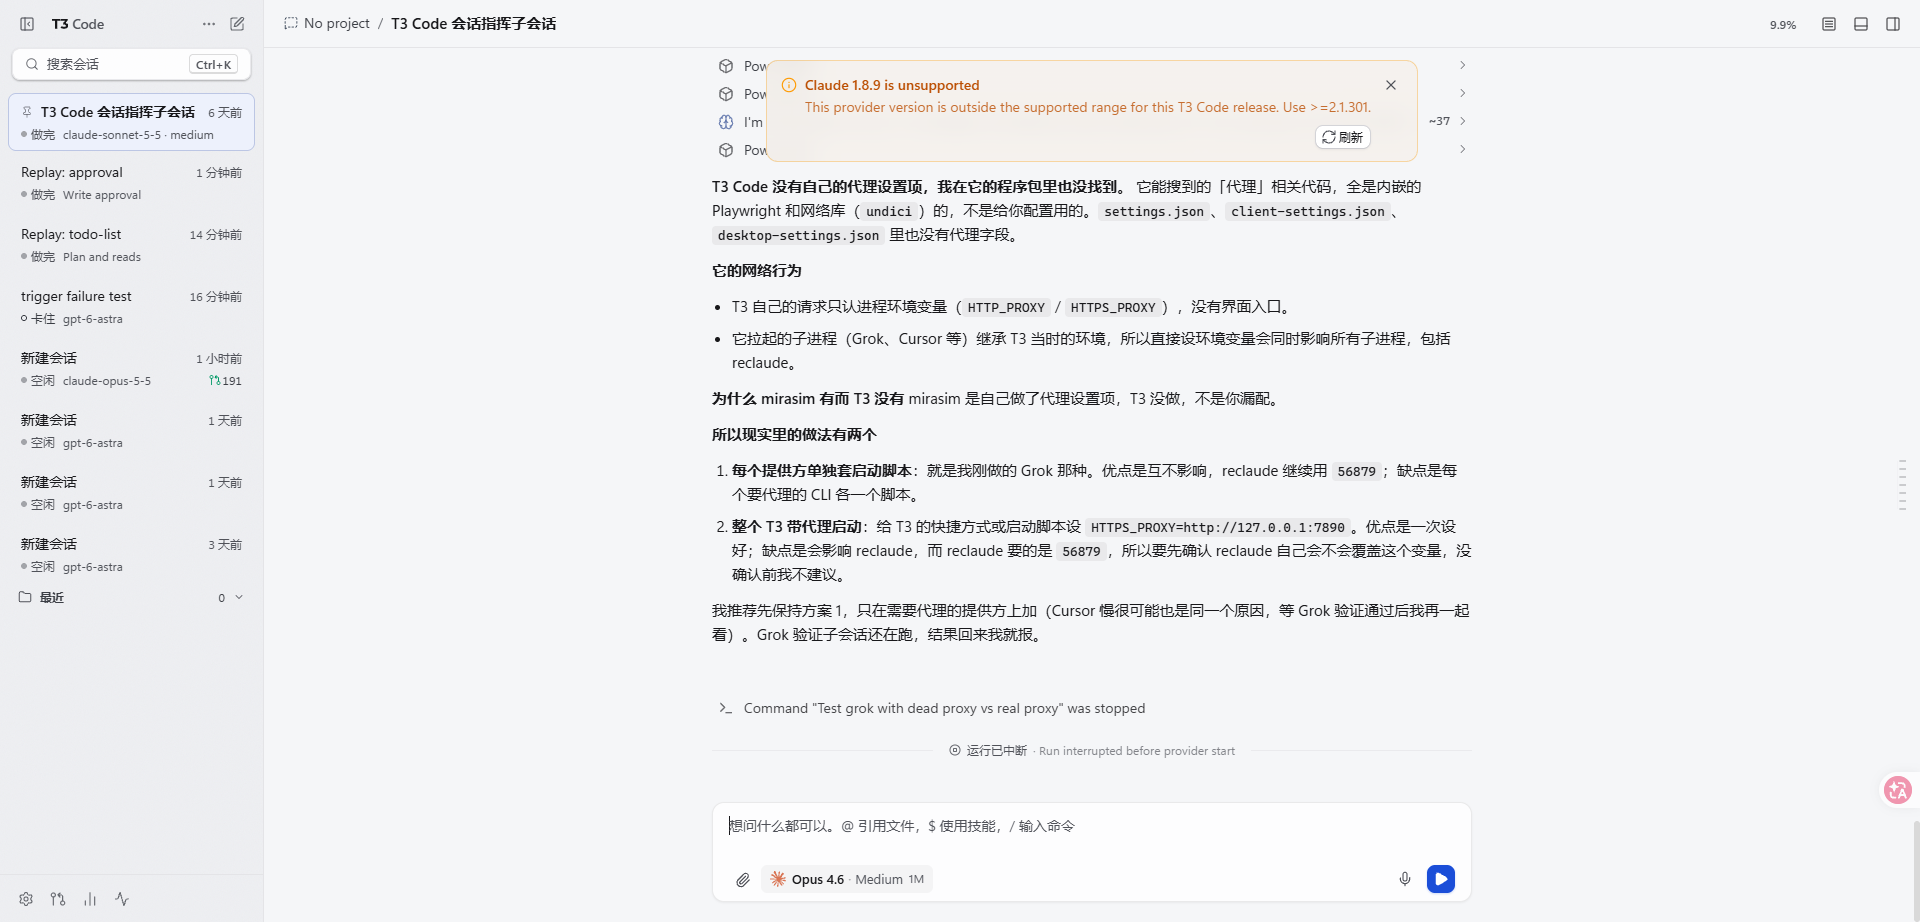 T3 Code
搜索会话 Ctrl+K
T3 Code 会话指挥子会话 6 天前
做完 claude-sonnet-5-5 · medium
Replay: approval 1 分钟前
做完 Write approval
Replay: todo-list 14 分钟前
做完 Plan and reads
trigger failure test 16 分钟前
卡住 gpt-6-astra
新建会话 1 小时前
空闲 claude-opus-5-5 191
新建会话 1 天前
空闲 gpt-6-astra
新建会话 1 天前
空闲 gpt-6-astra
新建会话 3 天前
空闲 gpt-6-astra
最近 0
No project / T3 Code 会话指挥子会话
9.9%
Pow
Pow
I'm ~37
Pow
Claude 1.8.9 is unsupported
This provider version is outside the supported range for this T3 Code release. Use >=2.1.301.
刷新
T3 Code 没有自己的代理设置项，我在它的程序包里也没找到。 它能搜到的「代理」相关代码，全是内嵌的
Playwright 和网络库（ undici ）的，不是给你配置用的。 settings.json 、 client-settings.json 、
desktop-settings.json 里也没有代理字段。
它的网络行为
• T3 自己的请求只认进程环境变量（ HTTP_PROXY / HTTPS_PROXY ），没有界面入口。
• 它拉起的子进程（Grok、Cursor 等）继承 T3 当时的环境，所以直接设环境变量会同时影响所有子进程，包括
reclaude。
为什么 mirasim 有而 T3 没有 mirasim 是自己做了代理设置项，T3 没做，不是你漏配。
所以现实里的做法有两个
1. 每个提供方单独套启动脚本：就是我刚做的 Grok 那种。优点是互不影响，reclaude 继续用 56879 ；缺点是每
个要代理的 CLI 各一个脚本。
2. 整个 T3 带代理启动：给 T3 的快捷方式或启动脚本设 HTTPS_PROXY=http://127.0.0.1:7890 。优点是一次设
好；缺点是会影响 reclaude，而 reclaude 要的是 56879 ，所以要先确认 reclaude 自己会不会覆盖这个变量，没
确认前我不建议。
我推荐先保持方案 1，只在需要代理的提供方上加（Cursor 慢很可能也是同一个原因，等 Grok 验证通过后我再一起
看）。Grok 验证子会话还在跑，结果回来我就报。
Command "Test grok with dead proxy vs real proxy" was stopped
运行已中断 · Run interrupted before provider start
想问什么都可以。@ 引用文件，$ 使用技能，/ 输入命令
Opus 4.6 · Medium 1M